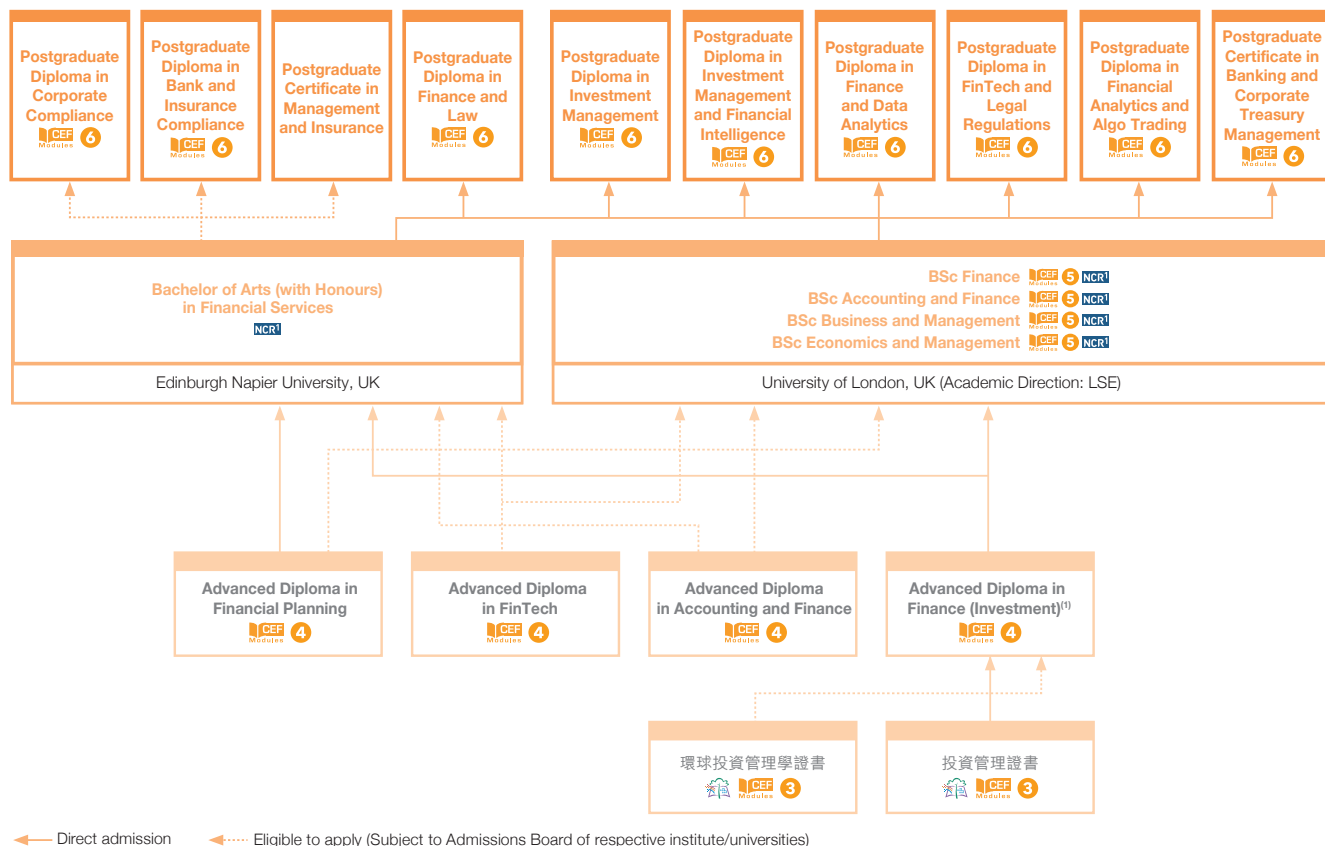 Postgraduate
Diploma in
Corporate
Compliance
CEF
Modules
6
Postgraduate
Diploma in
Bank and
Insurance
Compliance
CEF
Modules
6
Postgraduate
Certificate in
Management
and Insurance
Postgraduate
Diploma in
Finance and
Law
CEF
Modules
6
Postgraduate
Diploma in
Investment
Management
CEF
Modules
6
Postgraduate
Diploma in
Investment
Management
and Financial
Intelligence
CEF
Modules
6
Postgraduate
Diploma in
Finance
and Data
Analytics
CEF
Modules
6
Postgraduate
Diploma in
FinTech and
Legal
Regulations
CEF
Modules
6
Postgraduate
Diploma in
Financial
Analytics and
Algo Trading
CEF
Modules
6
Postgraduate
Certificate in
Banking and
Corporate
Treasury
Management
CEF
Modules
6
Bachelor of Arts (with Honours)
in Financial Services
NCR¹
Edinburgh Napier University, UK
BSc Finance CEF Modules 5 NCR¹
BSc Accounting and Finance CEF Modules 5 NCR¹
BSc Business and Management CEF Modules 5 NCR¹
BSc Economics and Management CEF Modules 5 NCR¹
University of London, UK (Academic Direction: LSE)
Advanced Diploma in
Financial Planning
CEF
Modules
4
Advanced Diploma
in FinTech
CEF
Modules
4
Advanced Diploma
in Accounting and Finance
CEF
Modules
4
Advanced Diploma in
Finance (Investment)⁽¹⁾
CEF
Modules
4
環球投資管理學證書
CEF
Modules
3
投資管理證書
CEF
Modules
3
Direct admission
Eligible to apply (Subject to Admissions Board of respective institute/universities)